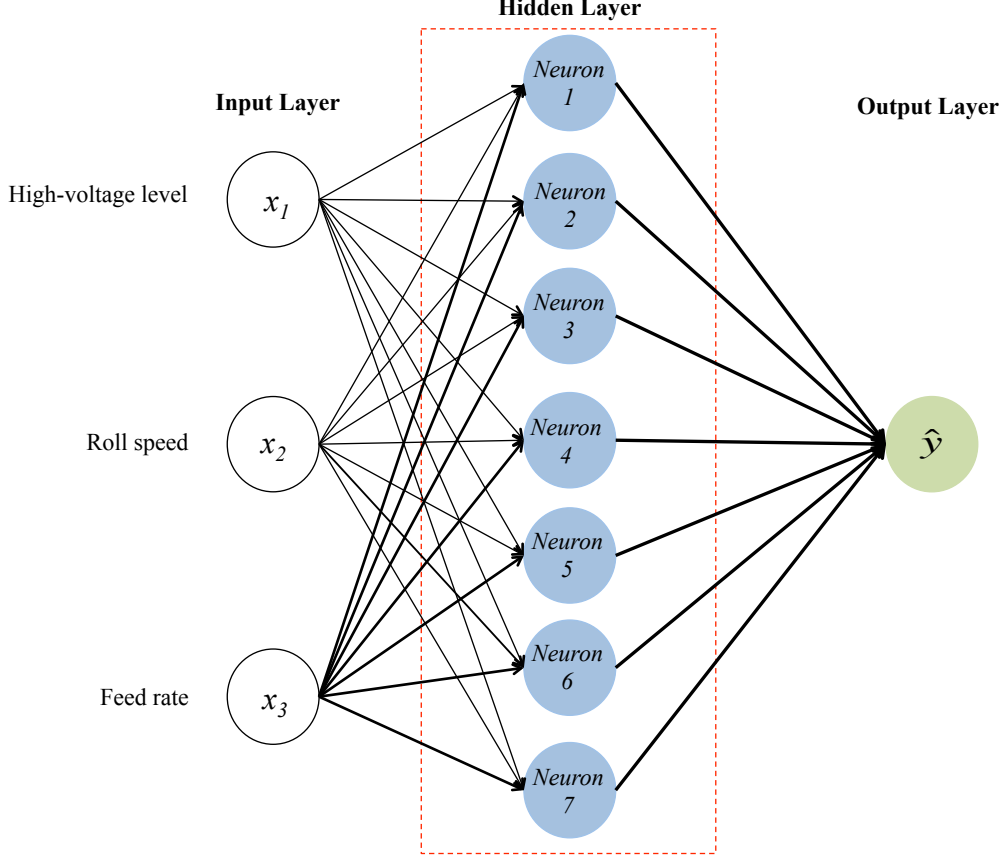 Hidden Layer
Input Layer
Output Layer
High-voltage level
x1
Roll speed
x2
Feed rate
x3
Neuron
1
Neuron
2
Neuron
3
Neuron
4
Neuron
5
Neuron
6
Neuron
7
ŷ